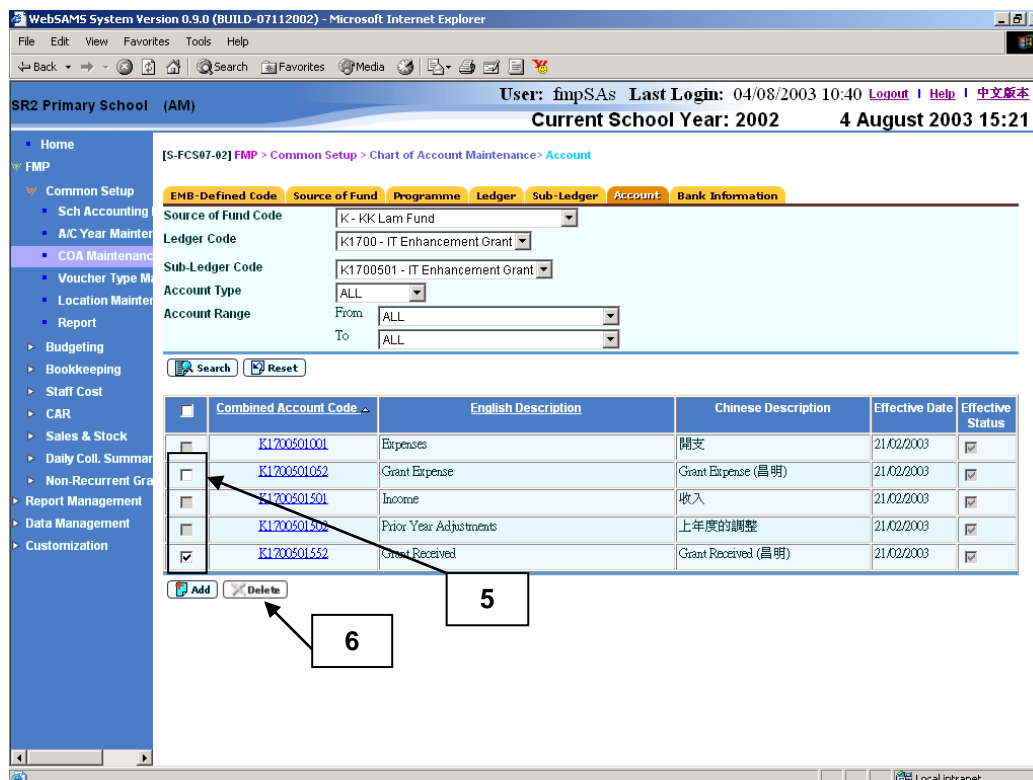 WebSAMS System Version 0.9.0 (BUILD-07112002) - Microsoft Internet Explorer
File Edit View Favorites Tools Help
Back Search Favorites Media
SR2 Primary School (AM)
User: fmpSAs Last Login: 04/08/2003 10:40 Logout | Help | 中文版本
Current School Year: 2002 4 August 2003 15:21
Home
FMP
Common Setup
Sch Accounting
A/C Year Mainter
COA Maintenanc
Voucher Type Ma
Location Mainter
Report
Budgeting
Bookkeeping
Staff Cost
CAR
Sales & Stock
Daily Coll. Summar
Non-Recurrent Gra
Report Management
Data Management
Customization
[S-FCS07-02] FMP > Common Setup > Chart of Account Maintenance> Account
EMB-Defined Code Source of Fund Programme Ledger Sub-Ledger Account Bank Information
Source of Fund Code K - KK Lam Fund
Ledger Code K1700 - IT Enhancement Grant
Sub-Ledger Code K1700501 - IT Enhancement Grant
Account Type ALL
Account Range From ALL
To ALL
Search Reset
Combined Account Code English Description Chinese Description Effective Date Effective Status
K1700501001 Expenses 開支 21/02/2003
K1700501052 Grant Expense Grant Expense (昌明) 21/02/2003
K1700501501 Income 收入 21/02/2003
K1700501502 Prior Year Adjustments 上年度的調整 21/02/2003
K1700501552 Grant Received Grant Received (昌明) 21/02/2003
Add Delete
5
6
Local intranet